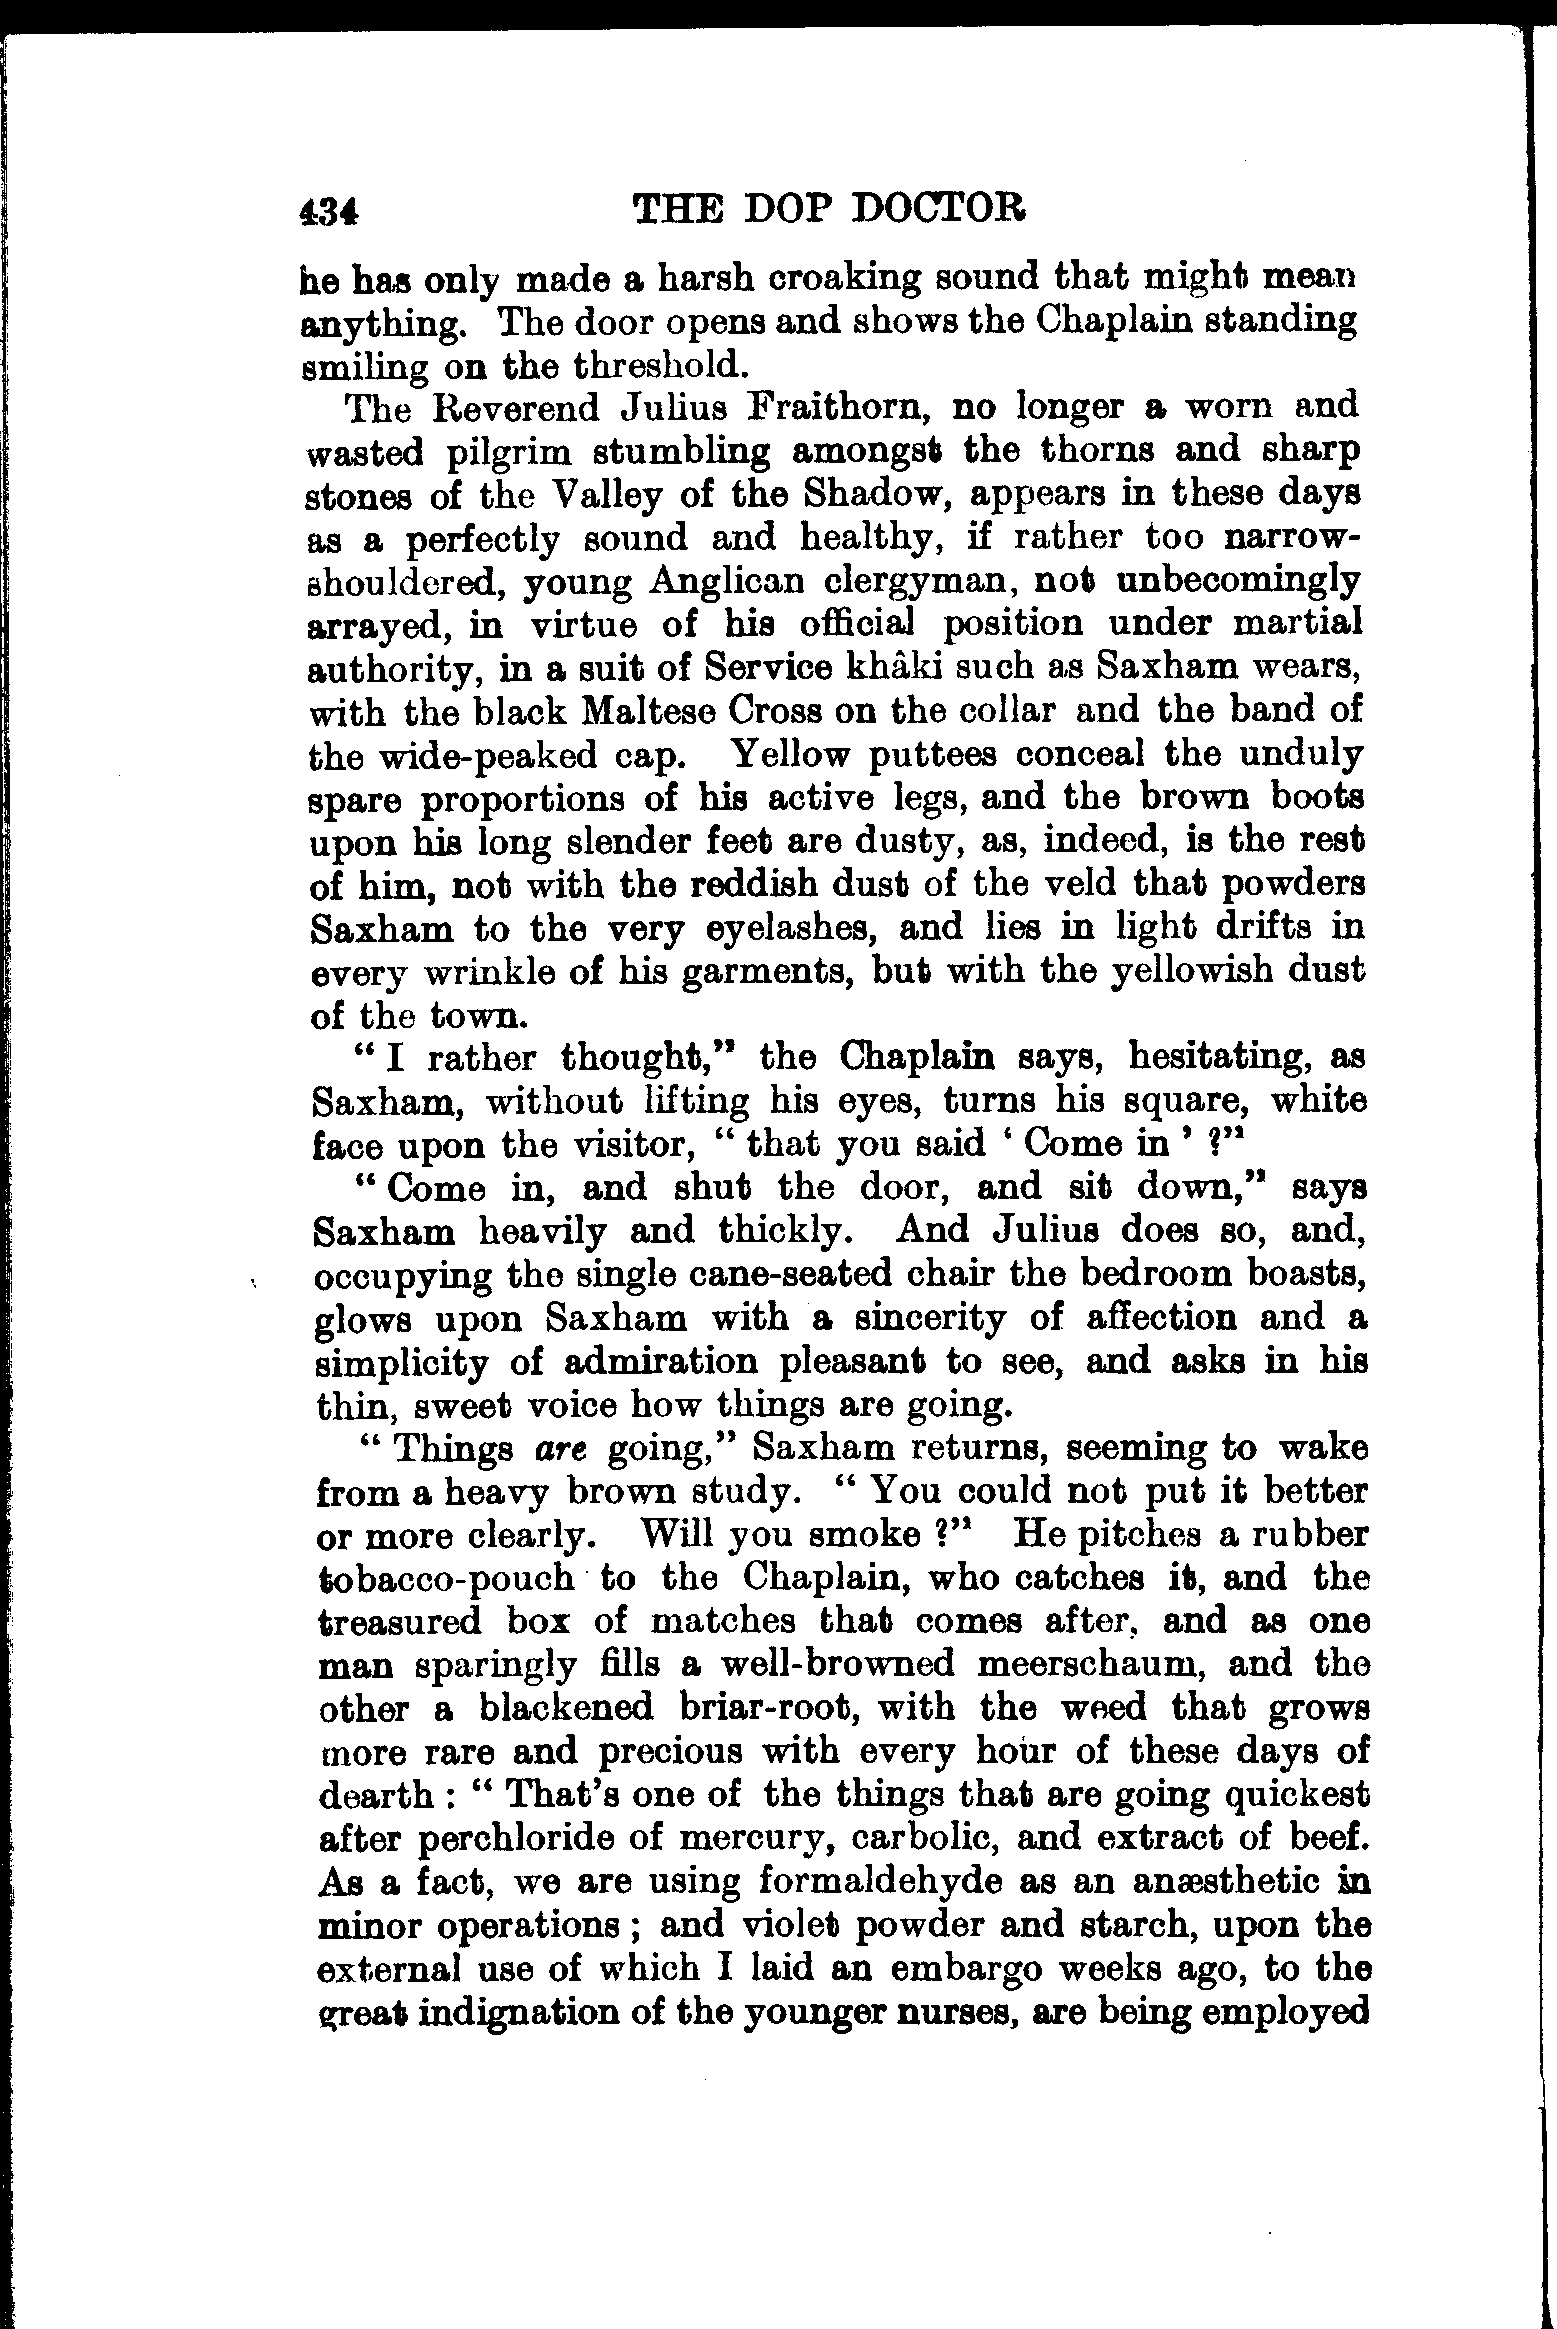 434 THE DOP DOCTOR
he has only made a harsh croaking sound that might mean
anything. The door opens and shows the Chaplain standing
smiling on the threshold.
The Reverend Julius Fraithorn, no longer a worn and
wasted pilgrim stumbling amongst the thorns and sharp
stones of the Valley of the Shadow, appears in these days
as a perfectly sound and healthy, if rather too narrow-
shouldered, young Anglican clergyman, not unbecomingly
arrayed, in virtue of his official position under martial
authority, in a suit of Service khâki such as Saxham wears,
with the black Maltese Cross on the collar and the band of
the wide-peaked cap. Yellow puttees conceal the unduly
spare proportions of his active legs, and the brown boots
upon his long slender feet are dusty, as, indeed, is the rest
of him, not with the reddish dust of the veld that powders
Saxham to the very eyelashes, and lies in light drifts in
every wrinkle of his garments, but with the yellowish dust
of the town.
“ I rather thought,” the Chaplain says, hesitating, as
Saxham, without lifting his eyes, turns his square, white
face upon the visitor, “ that you said ‘ Come in ’ ?”
“ Come in, and shut the door, and sit down,” says
Saxham heavily and thickly. And Julius does so, and,
occupying the single cane-seated chair the bedroom boasts,
glows upon Saxham with a sincerity of affection and a
simplicity of admiration pleasant to see, and asks in his
thin, sweet voice how things are going.
“ Things are going,” Saxham returns, seeming to wake
from a heavy brown study. “ You could not put it better
or more clearly. Will you smoke ?” He pitches a rubber
tobacco-pouch to the Chaplain, who catches it, and the
treasured box of matches that comes after, and as one
man sparingly fills a well-browned meerschaum, and the
other a blackened briar-root, with the weed that grows
more rare and precious with every hour of these days of
dearth : “ That’s one of the things that are going quickest
after perchloride of mercury, carbolic, and extract of beef.
As a fact, we are using formaldehyde as an anæsthetic in
minor operations ; and violet powder and starch, upon the
external use of which I laid an embargo weeks ago, to the
great indignation of the younger nurses, are being employed